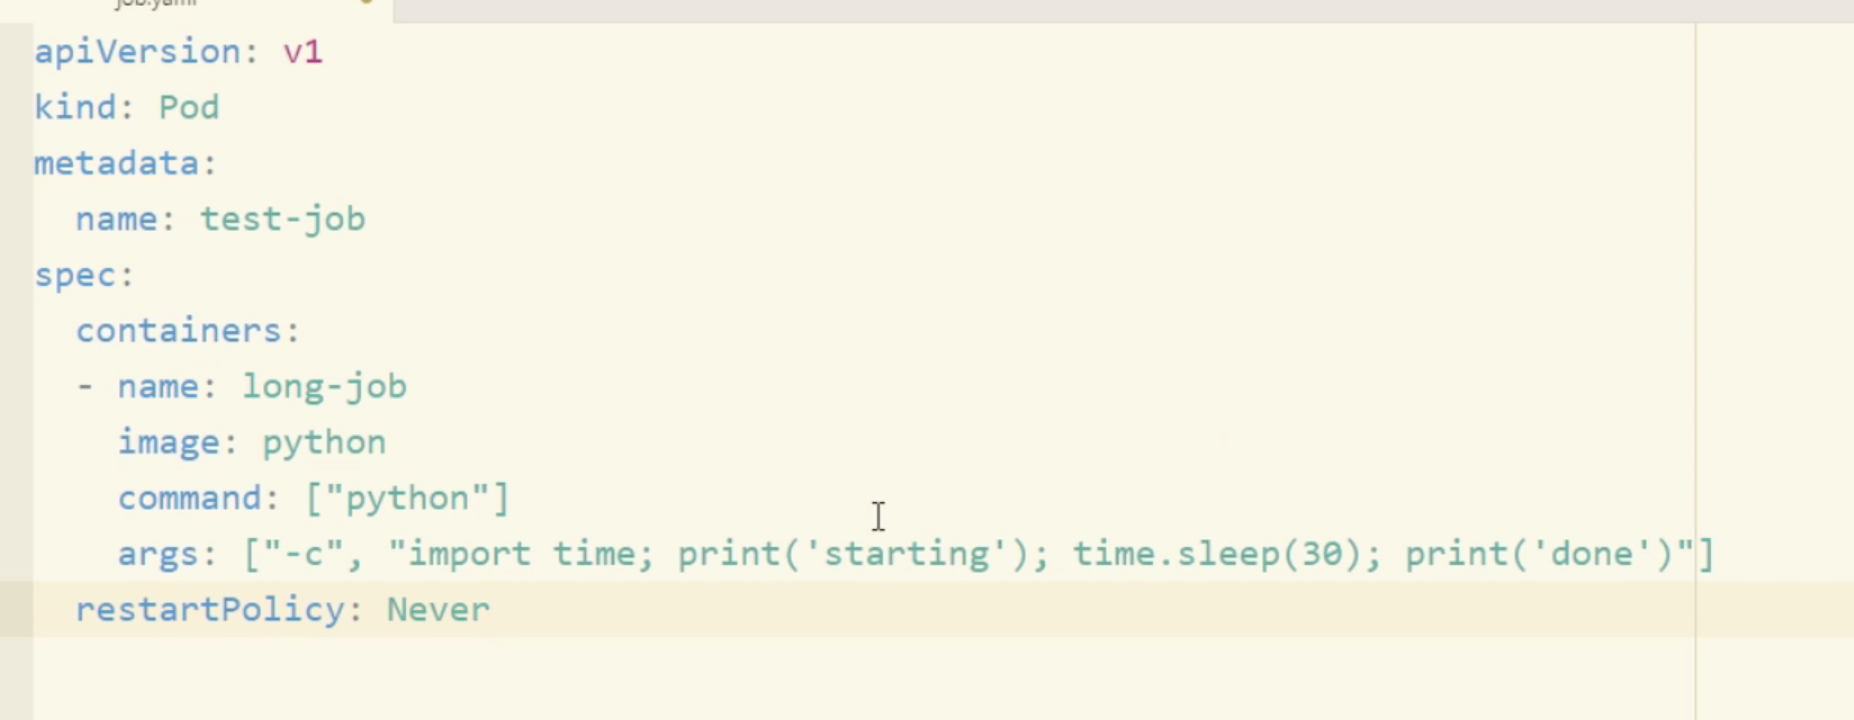 job.yaml
apiVersion: v1
kind: Pod
metadata:
  name: test-job
spec:
  containers:
  - name: long-job
    image: python
    command: ["python"]
    args: ["-c", "import time; print('starting'); time.sleep(30); print('done')"]
  restartPolicy: Never